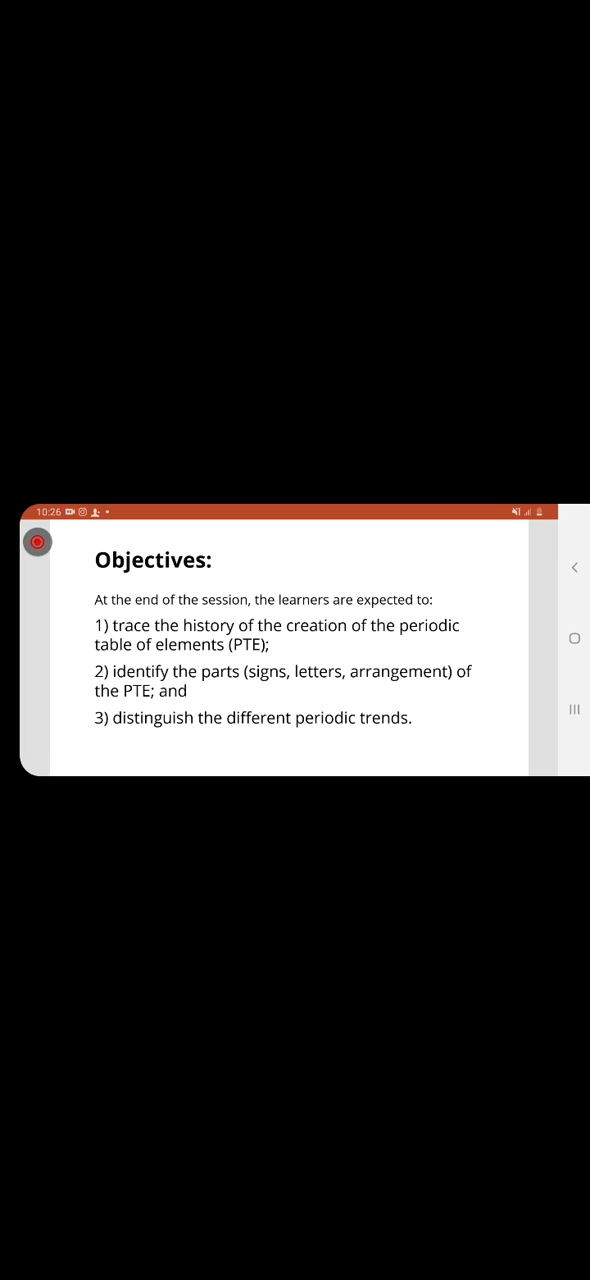 10:26
Objectives:
At the end of the session, the learners are expected to:
1) trace the history of the creation of the periodic
table of elements (PTE);
2) identify the parts (signs, letters, arrangement) of
the PTE; and
3) distinguish the different periodic trends.